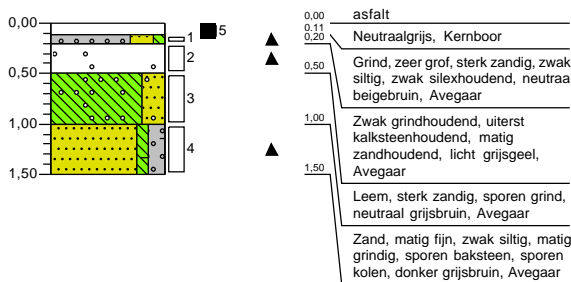 0,00
0,50
1,00
1,50
1
5
2
3
4
0,00
asfalt
0.11
0,20
Neutraalgrijs, Kernboor
0,50
Grind, zeer grof, sterk zandig, zwak
siltig, zwak silexhoudend, neutraa
beigebruin, Avegaar
1,00
Zwak grindhoudend, uiterst
kalksteenhoudend, matig
zandhoudend, licht grijsgeel,
Avegaar
1,50
Leem, sterk zandig, sporen grind,
neutraal grijsbruin, Avegaar
Zand, matig fijn, zwak siltig, matig
grindig, sporen baksteen, sporen
kolen, donker grijsbruin, Avegaar